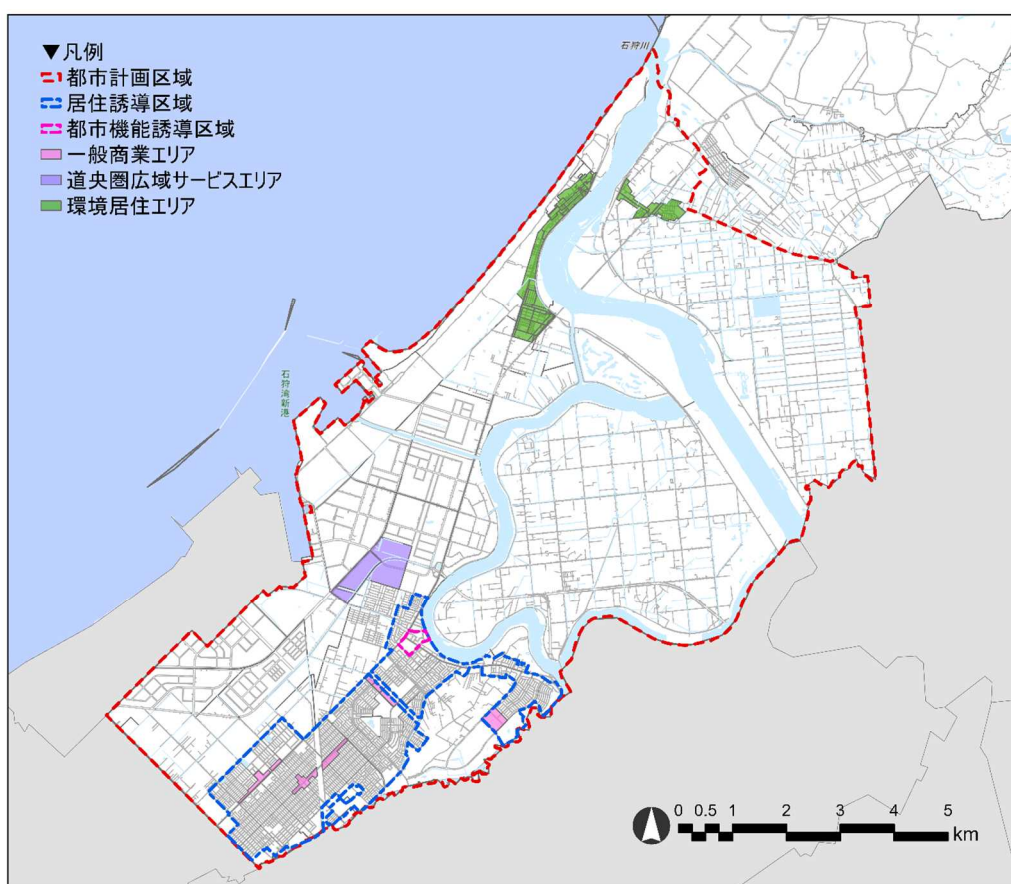 石狩川
▼凡例
都市計画区域
居住誘導区域
都市機能誘導区域
一般商業エリア
道央圏広域サービスエリア
環境居住エリア
石狩湾新港
0 0.5 1 2 3 4 5
km